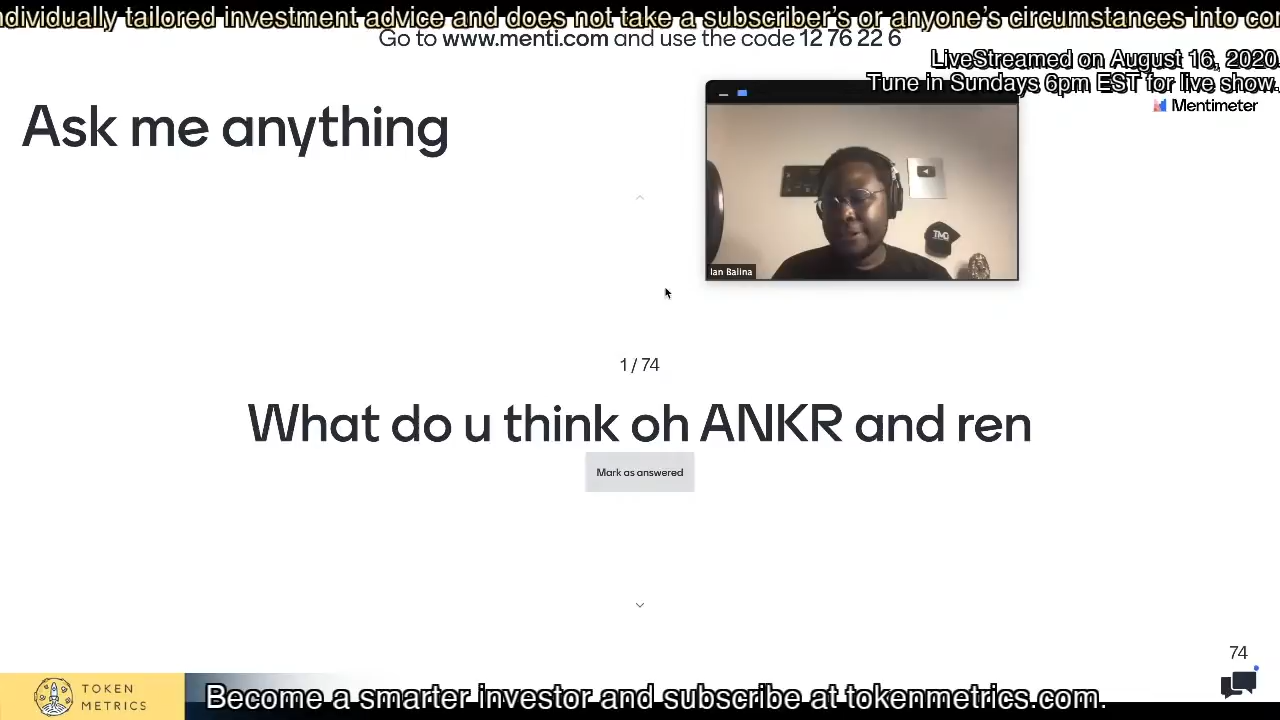 ndividually tailored investment advice and does not take a subscriber's or anyone's circumstances into co
Go to www.menti.com and use the code 12 76 22 6
LiveStreamed on August 16, 2020.
Tune in Sundays 6pm EST for live show.
Mentimeter
Ask me anything
TMG
Ian Balina
1 / 74
What do u think oh ANKR and ren
Mark as answered
74
TOKEN
METRICS
Become a smarter investor and subscribe at tokenmetrics.com.